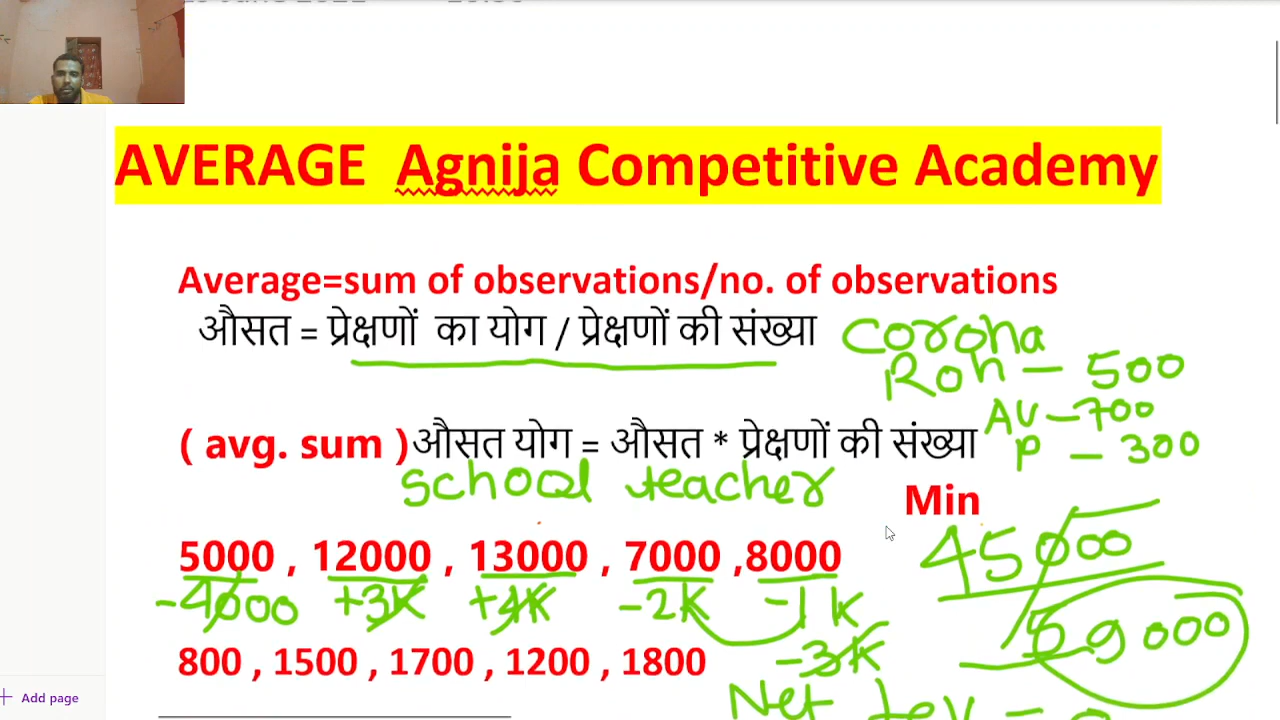 AVERAGE Agnija Competitive Academy
Average=sum of observations/no. of observations
औसत = प्रेक्षणों का योग / प्रेक्षणों की संख्या
Corona
Roh - 500
AV - 700
P - 300
( avg. sum ) औसत योग = औसत * प्रेक्षणों की संख्या
School teacher
Min
45000
9000
5000 , 12000 , 13000 , 7000 ,8000
-4000 +3K +4K -2K -1K
-3K
800 , 1500 , 1700 , 1200 , 1800
Net
Add page